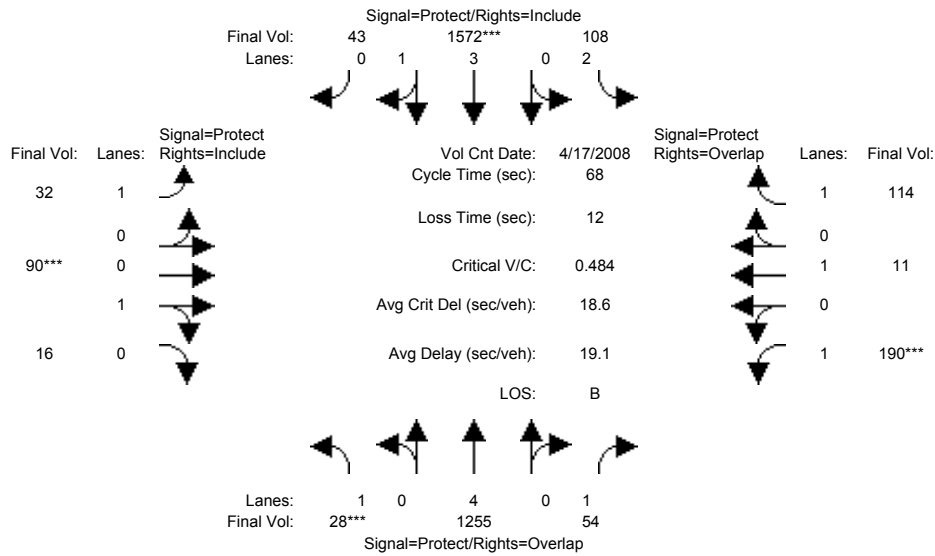 Signal=Protect/Rights=Include
Final Vol: 43 1572*** 108
Lanes: 0 1 3 0 2
Signal=Protect Signal=Protect
Final Vol: Lanes: Rights=Include Vol Cnt Date: 4/17/2008 Rights=Overlap Lanes: Final Vol:
Cycle Time (sec): 68
32 1 1 114
Loss Time (sec): 12
0 0
90*** 0 Critical V/C: 0.484 1 11
1 Avg Crit Del (sec/veh): 18.6 0
16 0 Avg Delay (sec/veh): 19.1 1 190***
LOS: B
Lanes: 1 0 4 0 1
Final Vol: 28*** 1255 54
Signal=Protect/Rights=Overlap